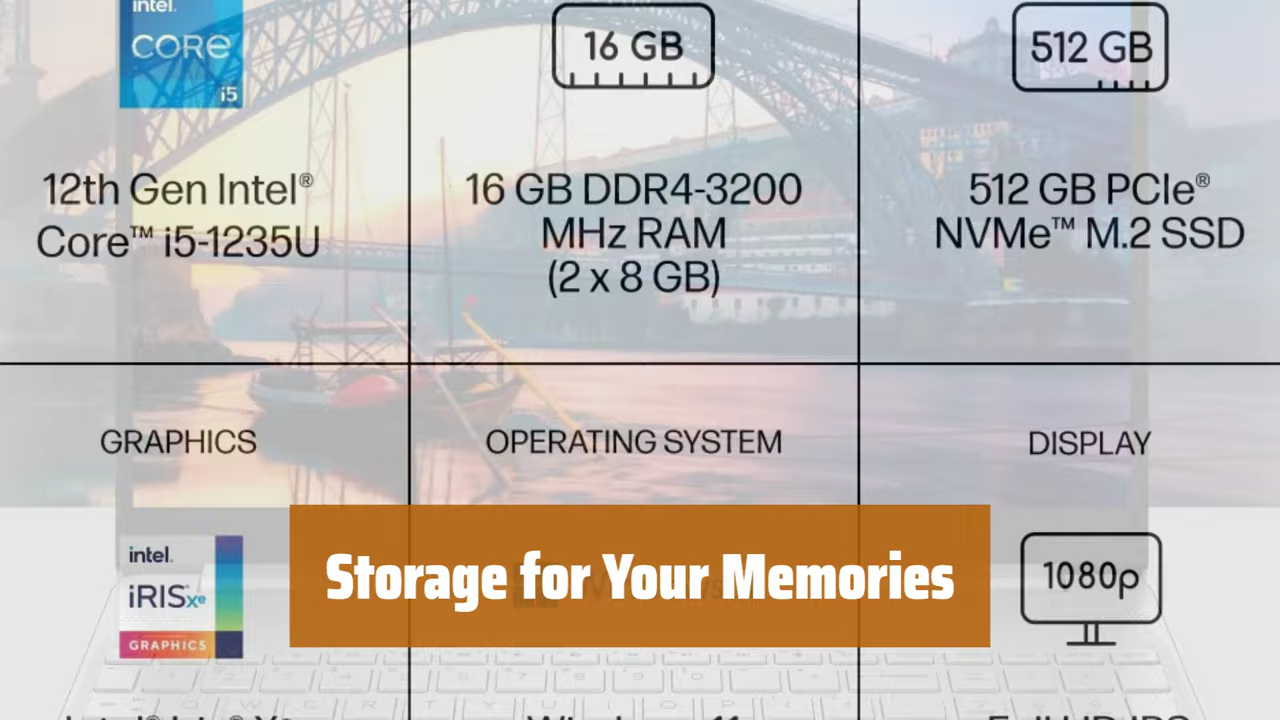 intel.
CORE
i5
16 GB
512 GB
12th Gen Intel®
Core™ i5-1235U
16 GB DDR4-3200
MHz RAM
(2 x 8 GB)
512 GB PCIe®
NVMe™ M.2 SSD
GRAPHICS
OPERATING SYSTEM
DISPLAY
intel.
iRISxe
GRAPHICS
Storage for Your Memories
1080p